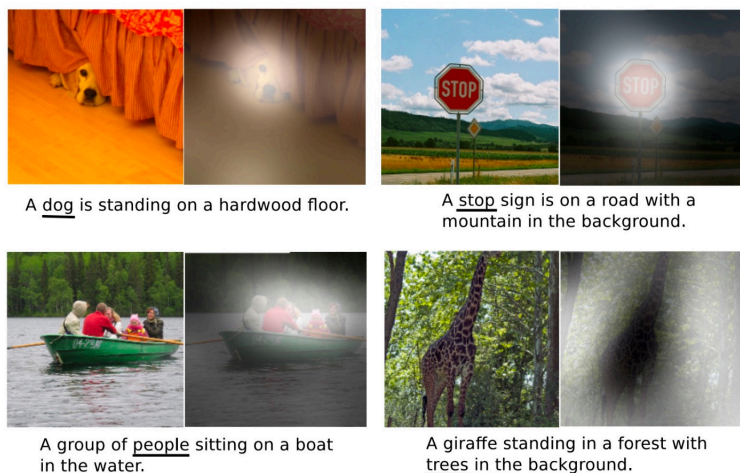 STOP
STOP
A dog is standing on a hardwood floor.
A stop sign is on a road with a
mountain in the background.
A group of people sitting on a boat
in the water.
A giraffe standing in a forest with
trees in the background.